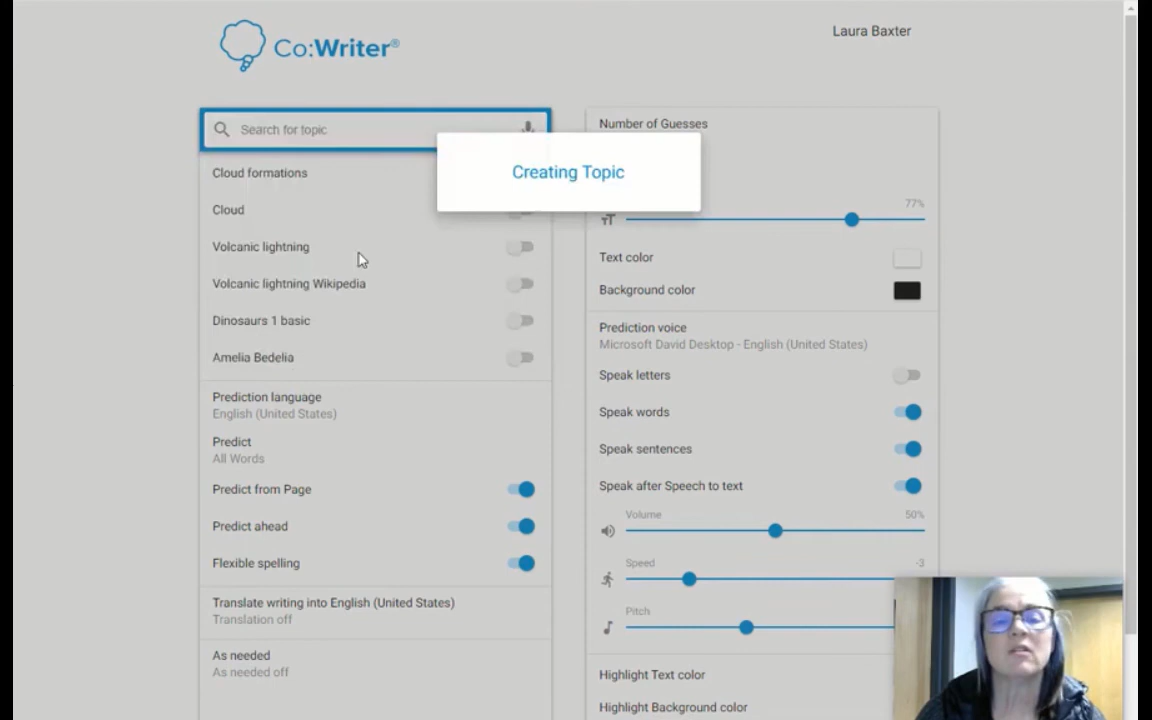 Co:Writer®
Laura Baxter
Search for topic
Creating Topic
Cloud formations
Cloud
Volcanic lightning
Volcanic lightning Wikipedia
Dinosaurs 1 basic
Amelia Bedelia
Prediction language
English (United States)
Predict
All Words
Predict from Page
Predict ahead
Flexible spelling
Translate writing into English (United States)
Translation off
As needed
As needed off
Number of Guesses
77%
Text color
Background color
Prediction voice
Microsoft David Desktop - English (United States)
Speak letters
Speak words
Speak sentences
Speak after Speech to text
Volume
50%
Speed
-3
Pitch
Highlight Text color
Highlight Background color